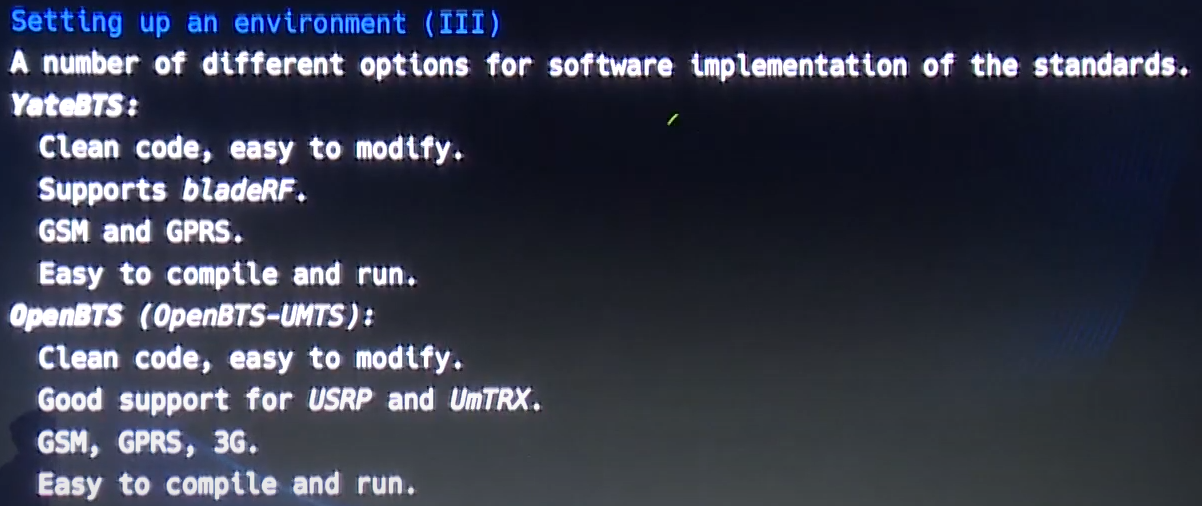 Setting up an environment (III)
A number of different options for software implementation of the standards.
YateBTS:
Clean code, easy to modify.
Supports bladeRF.
GSM and GPRS.
Easy to compile and run.
OpenBTS (OpenBTS-UMTS):
Clean code, easy to modify.
Good support for USRP and UmTRX.
GSM, GPRS, 3G.
Easy to compile and run.